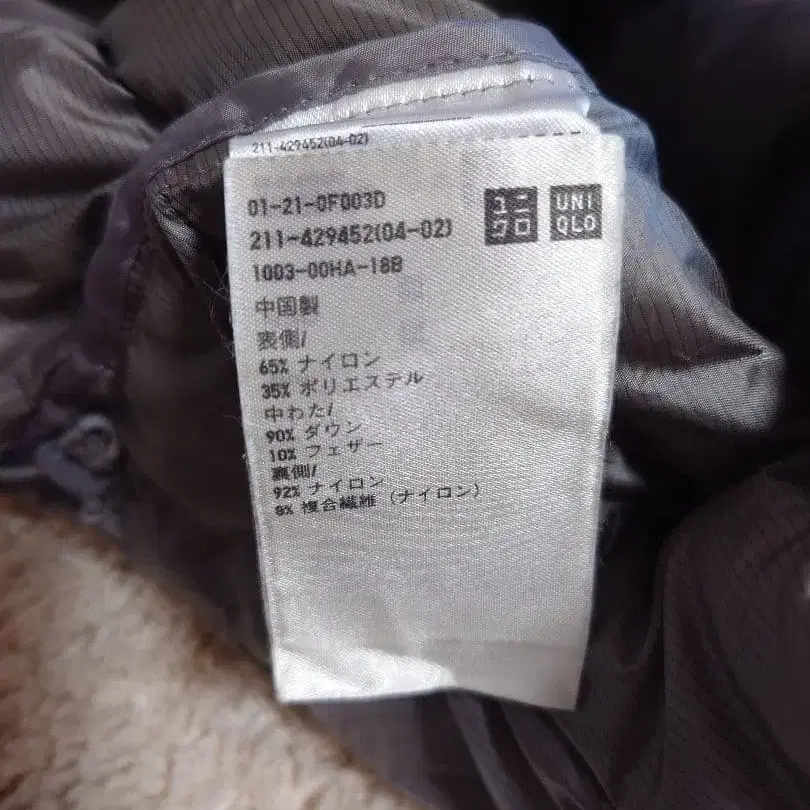 211-429452(04-02)
01-21-0F003D
211-429452(04-02)
1003-00HA-18B
ユニ
クロ
UNI
QLO
中国製
表側/
65% ナイロン
35% ポリエステル
中わた/
90% ダウン
10% フェザー
裏側/
92% ナイロン
8% 複合繊維 (ナイロン)